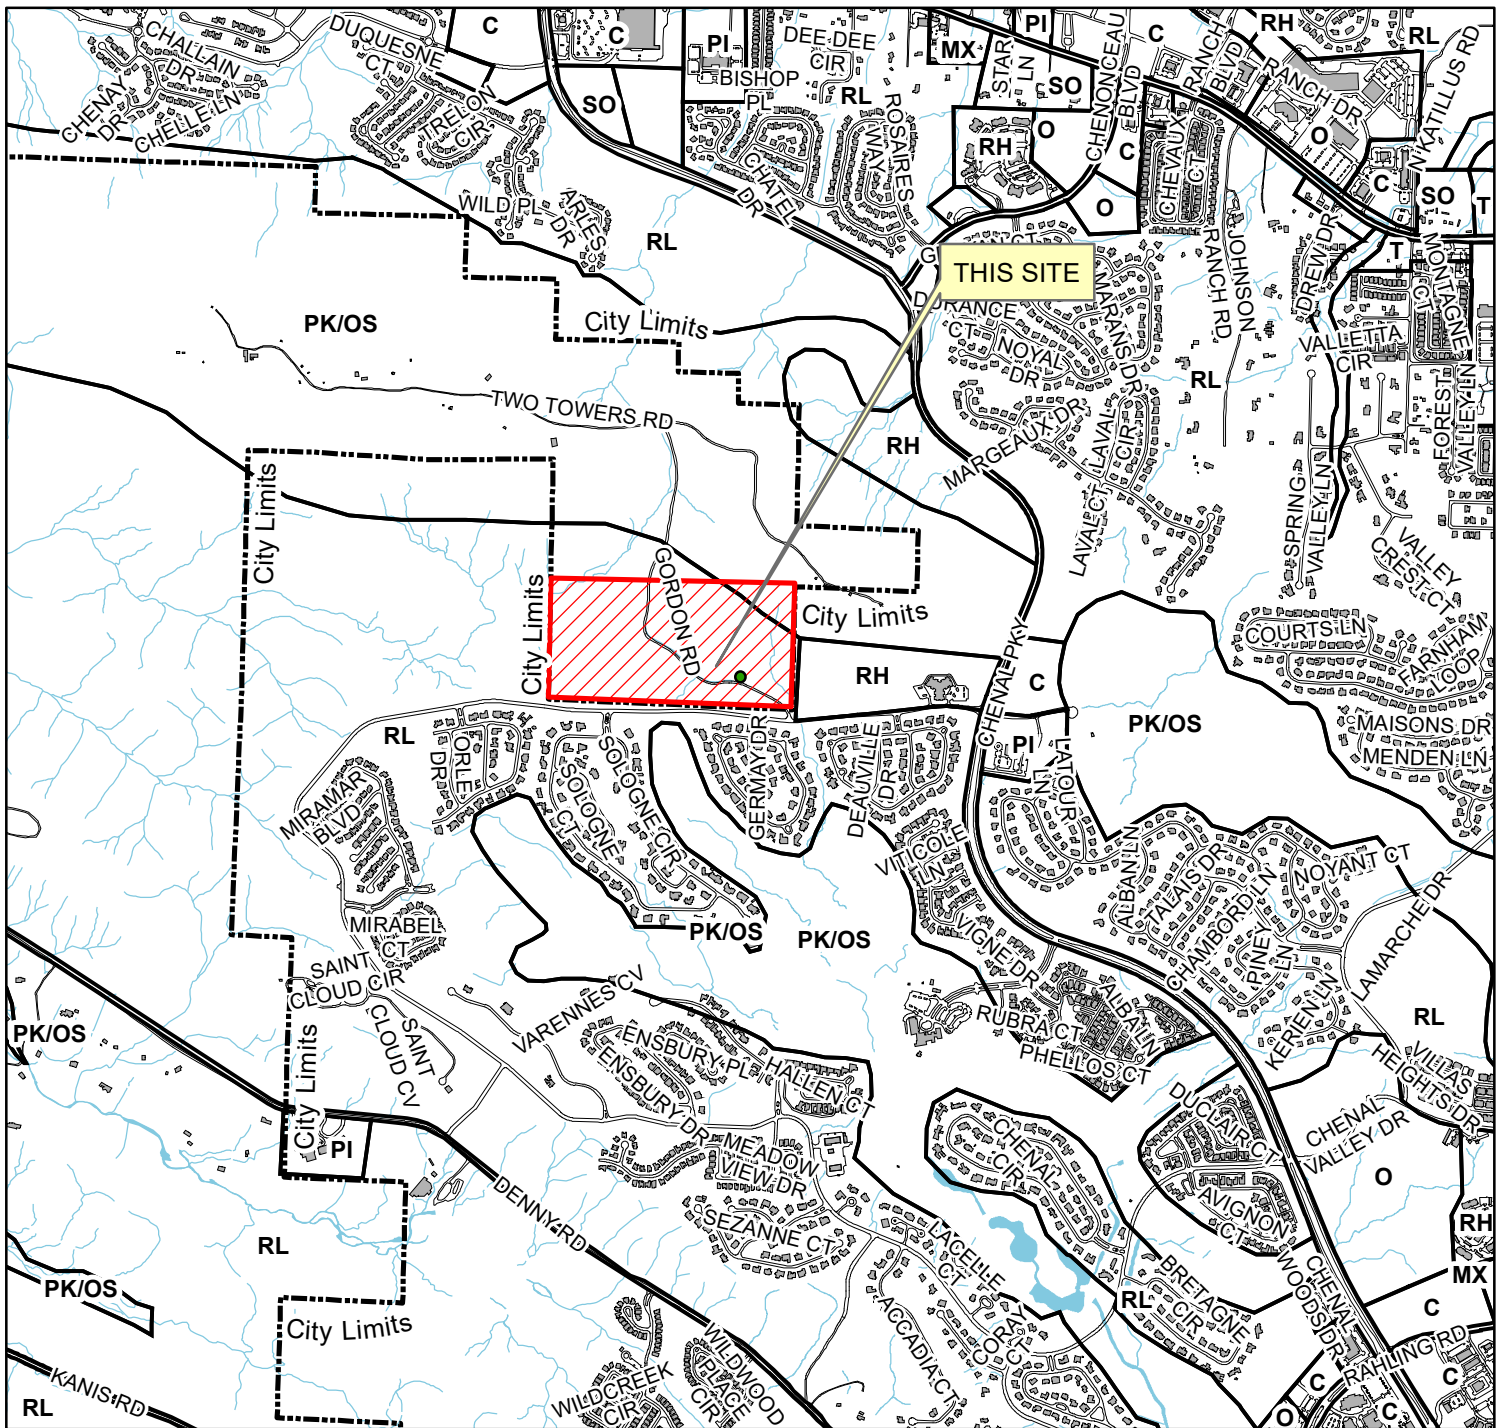 C
C
PI
DEE DEE
CIR
MX
PI
STAR
LN
SO
CHENONCEAU
BLVD
C
RANCH
BLVD
RH
RL
N KATILLUS RD
CHALLAIN
DR
DUQUESNE
CT
CHENAY
DR
CHELLE LN
TRELON
CIR
SO
BISHOP
PL
RL
ROSAIRES
WAY
RH
O
C
CHEVAUX
CT
RANCH DR
O
C
SO
T
WILD PL
ARLES
DR
RL
CHATEL
DR
O
JOHNSON
RANCH RD
DREW DR
T
MONTAGNE
CT
THIS SITE
PK/OS
City Limits
DURANCE
CT
NOYAL
DR
MARANS DR
RL
VALLETTA
CIR
TWO TOWERS RD
RH
MARGEAUX DR
LAVAL
CIR
LAVAL CT
FOREST
VALLEY LN
SPRING
VALLEY LN
VALLEY
CREST CT
City Limits
City Limits
GORDON RD
City Limits
RH
CHENAL PKY
C
PK/OS
COURTS LN
FARNHAM
LOOP
MAISONS DR
MENDEN LN
RL
ORLE
DR
SOLOGNE CIR
SOLOGNE
CT
GERMAY DR
DEAUVILLE
DR
PI
LATOUR
LN
MIRAMAR
BLVD
VITICOLE
LN
ALBAN LN
TALAIS DR
CHAMBORD LN
PINEY
LN
NOYANT CT
LAMARCHE DR
MIRABEL
CT
PK/OS
PK/OS
VIGNE DR
SAINT
CLOUD CIR
SAINT
CLOUD CV
VARENNES CV
RUBRA CT
ALBA LN
PHELLOS CT
KERIEN LN
RL
PK/OS
City Limits
ENSBURY PL
ENSBURY DR
HALLEN CT
VILLAS
HEIGHTS DR
DUCLAIR CT
CHENAL
VALLEY DR
PI
MEADOW
VIEW DR
CHENAL
CIR
AVIGNON
CT
O
RH
DENNY RD
SEZANNE CT
LACELLE
CT
RL
PK/OS
BRETAGNE
CIR
RL
CHENAL
WOODS DR
MX
C
City Limits
ACCADIA CT
CORAY
CT
RAHLING RD
KANIS RD
RL
WILDCREEK
CIR
PLACE
CIR
WILDWOOD
C
C
O
C